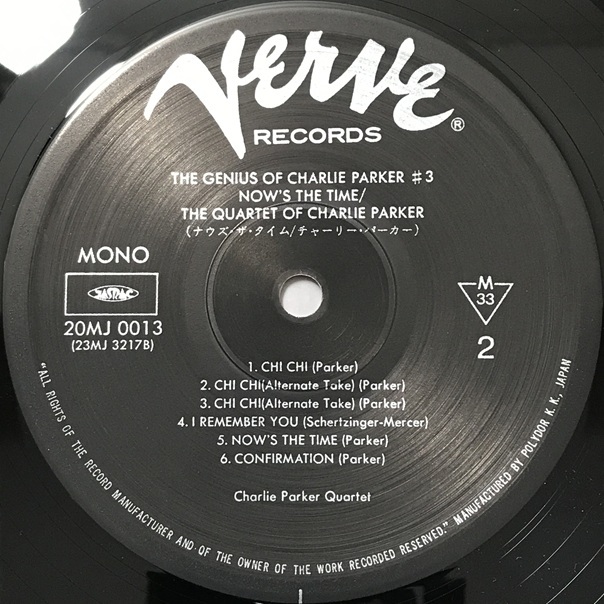 Verve
RECORDS ®
THE GENIUS OF CHARLIE PARKER #3
NOW'S THE TIME/
THE QUARTET OF CHARLIE PARKER
(ナウズ・ザ・タイム/チャーリー・パーカー)
MONO
JASRAC
20MJ 0013
(23MJ 3217B)
M
33
2
1. CHI CHI (Parker)
2. CHI CHI(Alternate Take) (Parker)
3. CHI CHI(Alternate Take) (Parker)
4. I REMEMBER YOU (Schertzinger-Mercer)
5. NOW'S THE TIME (Parker)
6. CONFIRMATION (Parker)
Charlie Parker Quartet
"ALL RIGHTS OF THE RECORD MANUFACTURER AND OF THE OWNER OF THE WORK RECORDED RESERVED." MANUFACTURED BY POLYDOR K. K., JAPAN